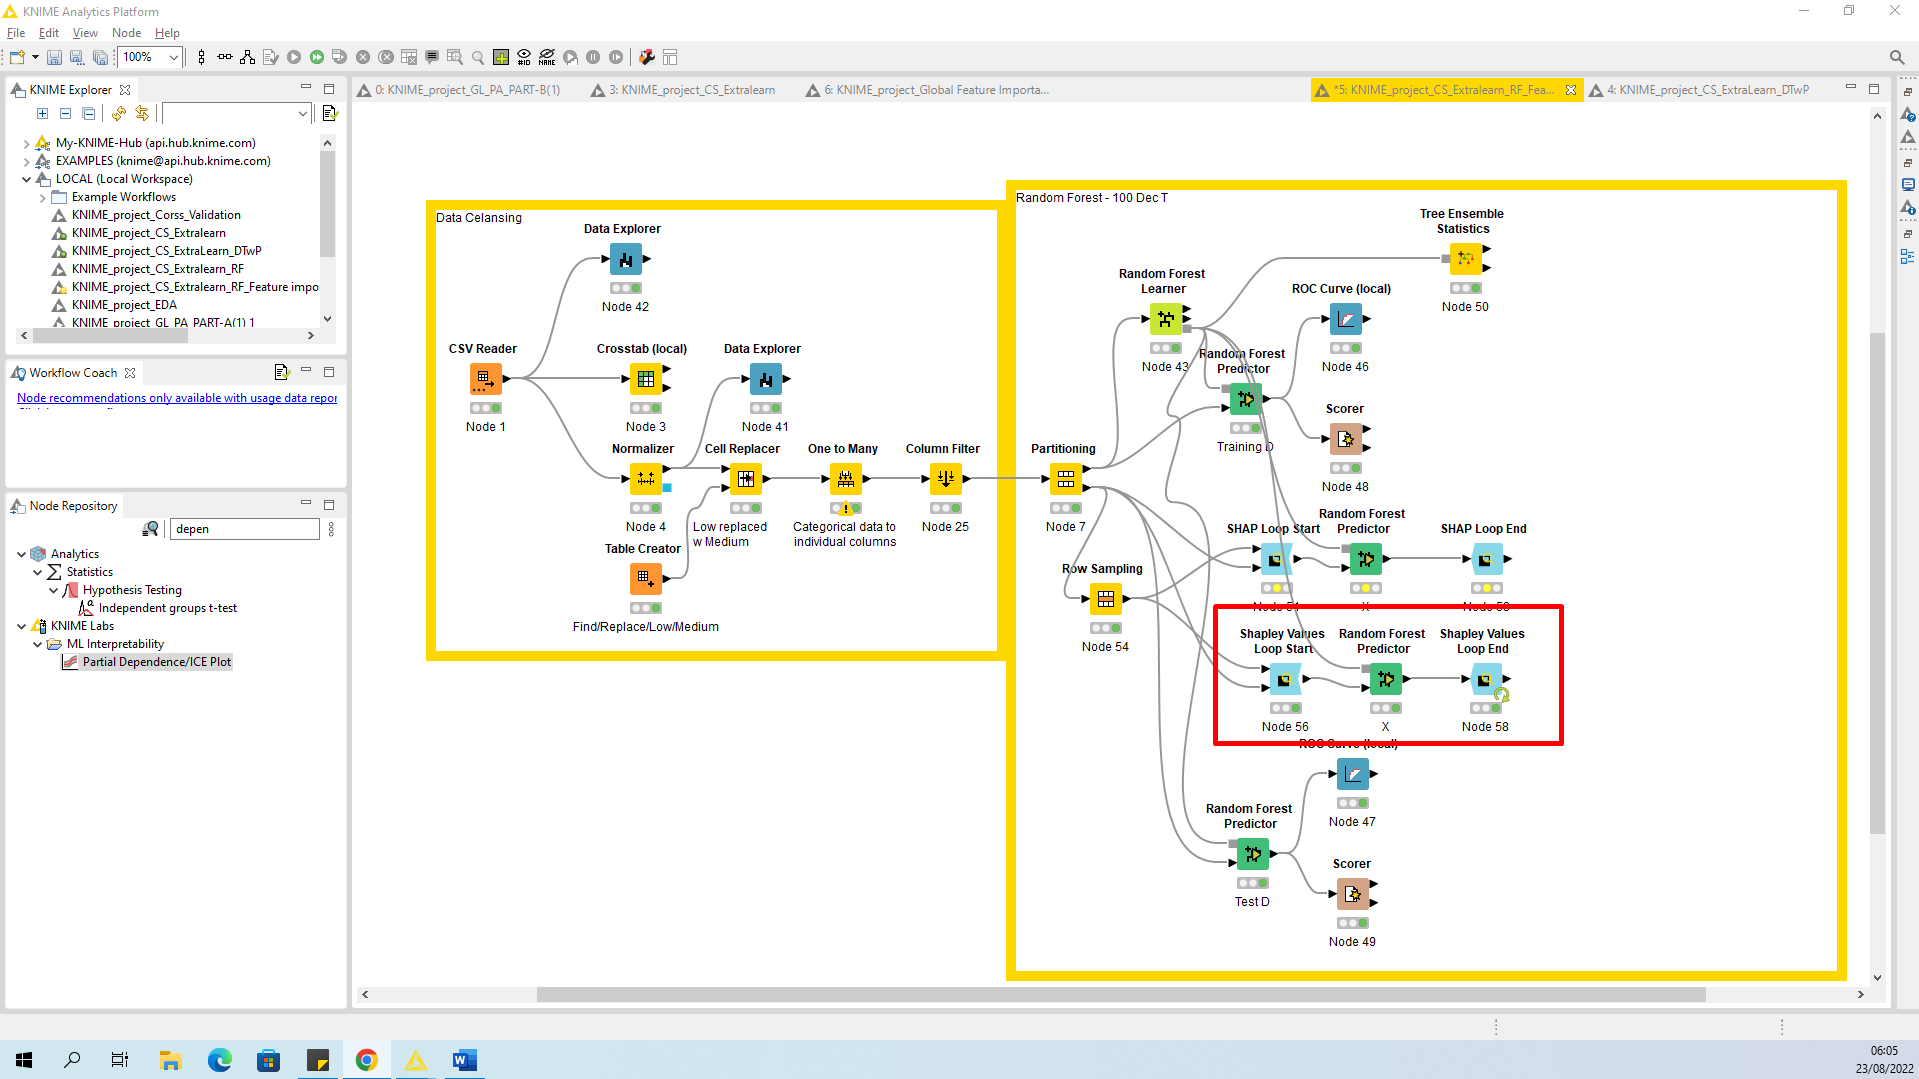 KNIME Analytics Platform
File Edit View Node Help
100%
#ID
NAME
KNIME Explorer
0: KNIME_project_GL_PA_PART-B(1)
3: KNIME_project_CS_Extralearn
6: KNIME_project_Global Feature Importa...
*5: KNIME_project_CS_Extralearn_RF_Fea...
4: KNIME_project_CS_ExtraLearn_DTwP
My-KNIME-Hub (api.hub.knime.com)
EXAMPLES (knime@api.hub.knime.com)
LOCAL (Local Workspace)
Example Workflows
KNIME_project_Corss_Validation
KNIME_project_CS_Extralearn
KNIME_project_CS_ExtraLearn_DTwP
KNIME_project_CS_Extralearn_RF
KNIME_project_CS_Extralearn_RF_Feature impo
KNIME_project_EDA
KNIME_project_GL_PA_PART-A(1) 1
Workflow Coach
Node recommendations only available with usage data repor
Node Repository
depen
Analytics
Statistics
Hypothesis Testing
Independent groups t-test
KNIME Labs
ML Interpretability
Partial Dependence/ICE Plot
Data Celansing
Data Explorer
Node 42
CSV Reader
Node 1
Crosstab (local)
Node 3
Data Explorer
Node 41
Normalizer
Node 4
Cell Replacer
Low replaced
w Medium
One to Many
Categorical data to
individual columns
Column Filter
Node 25
Table Creator
Find/Replace/Low/Medium
Random Forest - 100 Dec T
Tree Ensemble
Statistics
Node 50
Random Forest
Learner
Node 43
ROC Curve (local)
Node 46
Random Forest
Predictor
Training D
Scorer
Node 48
Partitioning
Node 7
SHAP Loop Start
Random Forest
Predictor
X
SHAP Loop End
Row Sampling
Node 54
Shapley Values
Loop Start
Node 56
Random Forest
Predictor
X
Shapley Values
Loop End
Node 58
ROC Curve (local)
Node 47
Random Forest
Predictor
Test D
Scorer
Node 49
06:05
23/08/2022